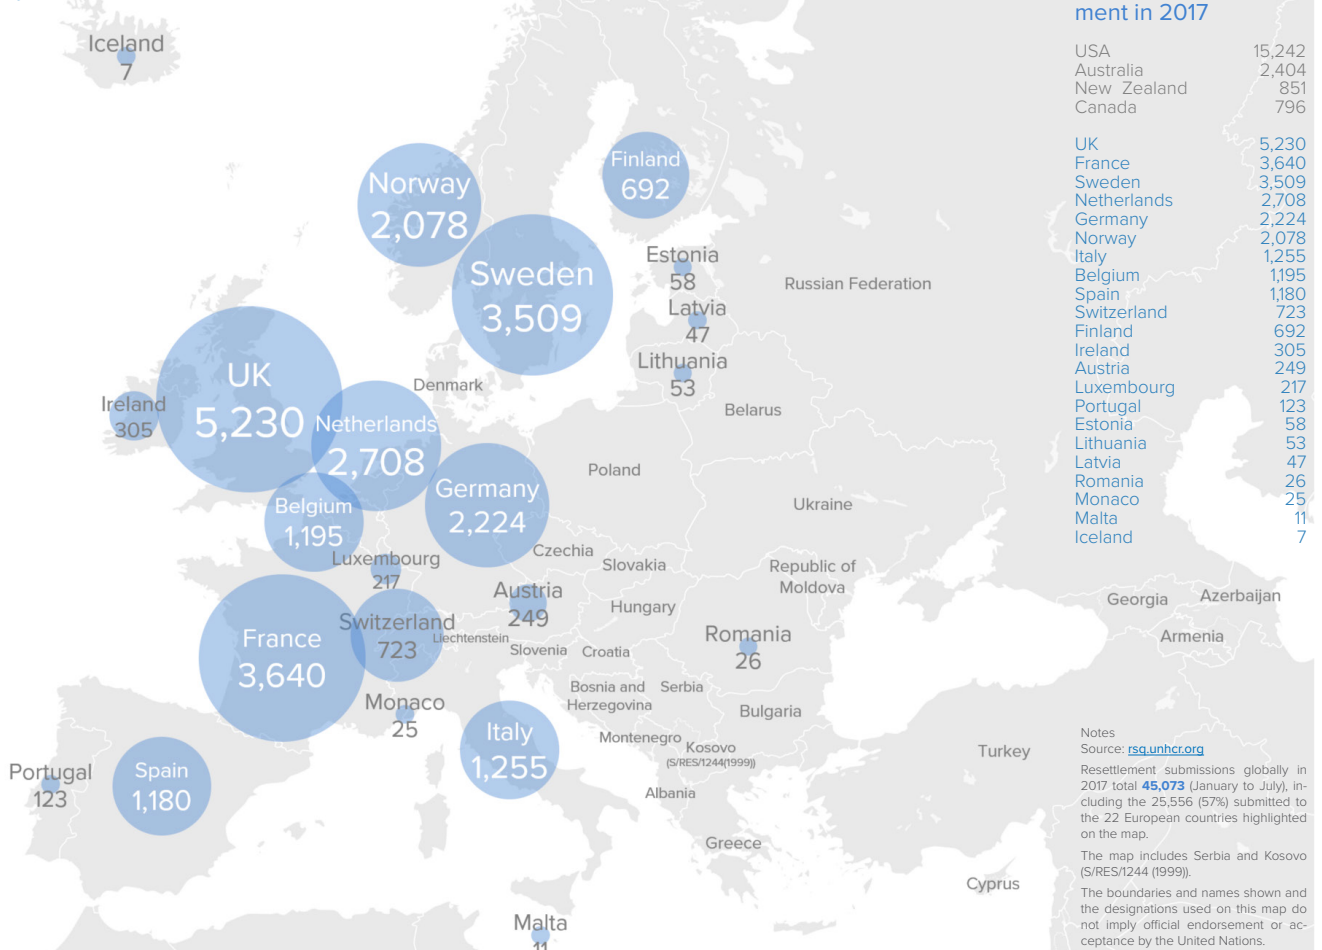 ment in 2017
USA 15,242
Australia 2,404
New Zealand 851
Canada 796
UK 5,230
France 3,640
Sweden 3,509
Netherlands 2,708
Germany 2,224
Norway 2,078
Italy 1,255
Belgium 1,195
Spain 1,180
Switzerland 723
Finland 692
Ireland 305
Austria 249
Luxembourg 217
Portugal 123
Estonia 58
Lithuania 53
Latvia 47
Romania 26
Monaco 25
Malta 11
Iceland 7
Iceland
7
Norway
2,078
Finland
692
Sweden
3,509
Estonia
58
Latvia
47
Lithuania
53
Russian Federation
UK
5,230
Ireland
305
Denmark
Netherlands
2,708
Belarus
Belgium
1,195
Germany
2,224
Poland
Ukraine
Luxembourg
217
Czechia
Slovakia
Republic of
Moldova
Austria
249
Hungary
France
3,640
Switzerland
723
Liechtenstein
Slovenia
Croatia
Romania
26
Georgia
Azerbaijan
Armenia
Monaco
25
Bosnia and
Herzegovina
Serbia
Bulgaria
Italy
1,255
Montenegro
Kosovo
(S/RES/1244(1999))
Albania
Turkey
Portugal
123
Spain
1,180
Greece
Cyprus
Malta
11
Notes
Source: rsq.unhcr.org
Resettlement submissions globally in
2017 total 45,073 (January to July), in-
cluding the 25,556 (57%) submitted to
the 22 European countries highlighted
on the map.
The map includes Serbia and Kosovo
(S/RES/1244 (1999)).
The boundaries and names shown and
the designations used on this map do
not imply official endorsement or ac-
ceptance by the United Nations.